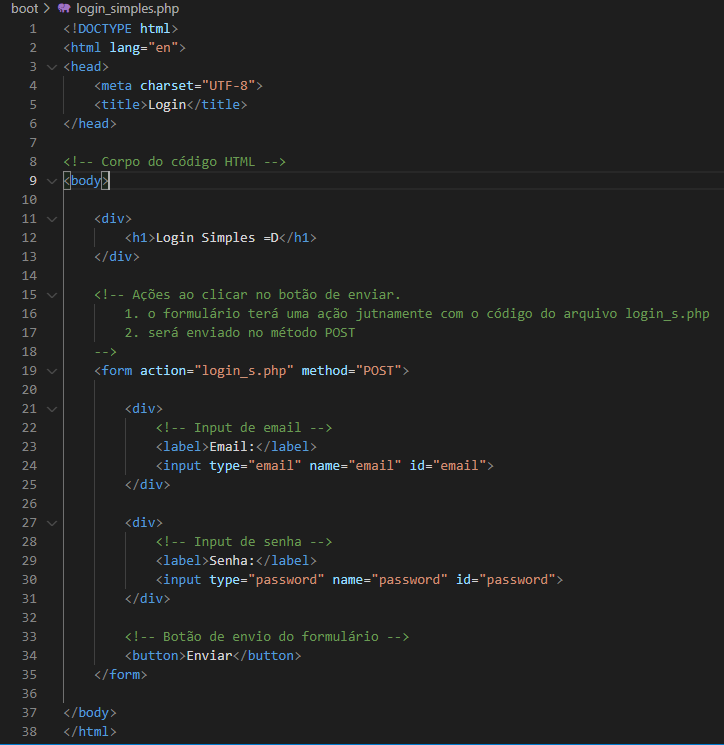 boot > login_simples.php
1 <!DOCTYPE html>
2 <html lang="en">
3 <head>
4     <meta charset="UTF-8">
5     <title>Login</title>
6 </head>
7
8 <!-- Corpo do código HTML -->
9 <body>
10
11     <div>
12         <h1>Login Simples =D</h1>
13     </div>
14
15     <!-- Ações ao clicar no botão de enviar.
16         1. o formulário terá uma ação jutnamente com o código do arquivo login_s.php
17         2. será enviado no método POST
18     -->
19     <form action="login_s.php" method="POST">
20
21         <div>
22             <!-- Input de email -->
23             <label>Email:</label>
24             <input type="email" name="email" id="email">
25         </div>
26
27         <div>
28             <!-- Input de senha -->
29             <label>Senha:</label>
30             <input type="password" name="password" id="password">
31         </div>
32
33         <!-- Botão de envio do formulário -->
34         <button>Enviar</button>
35     </form>
36
37 </body>
38 </html>